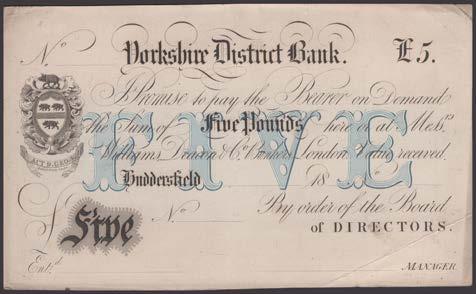 No
Yorkshire District Bank. £5.
I Promise to pay the Bearer on Demand
the Sum of Five Pounds here or at Messrs
Williams, Deacon & Co. Bankers London Value received.
FIVE
Huddersfield 18
£ Five No
By order of the Board
of DIRECTORS.
Entd. MANAGER.